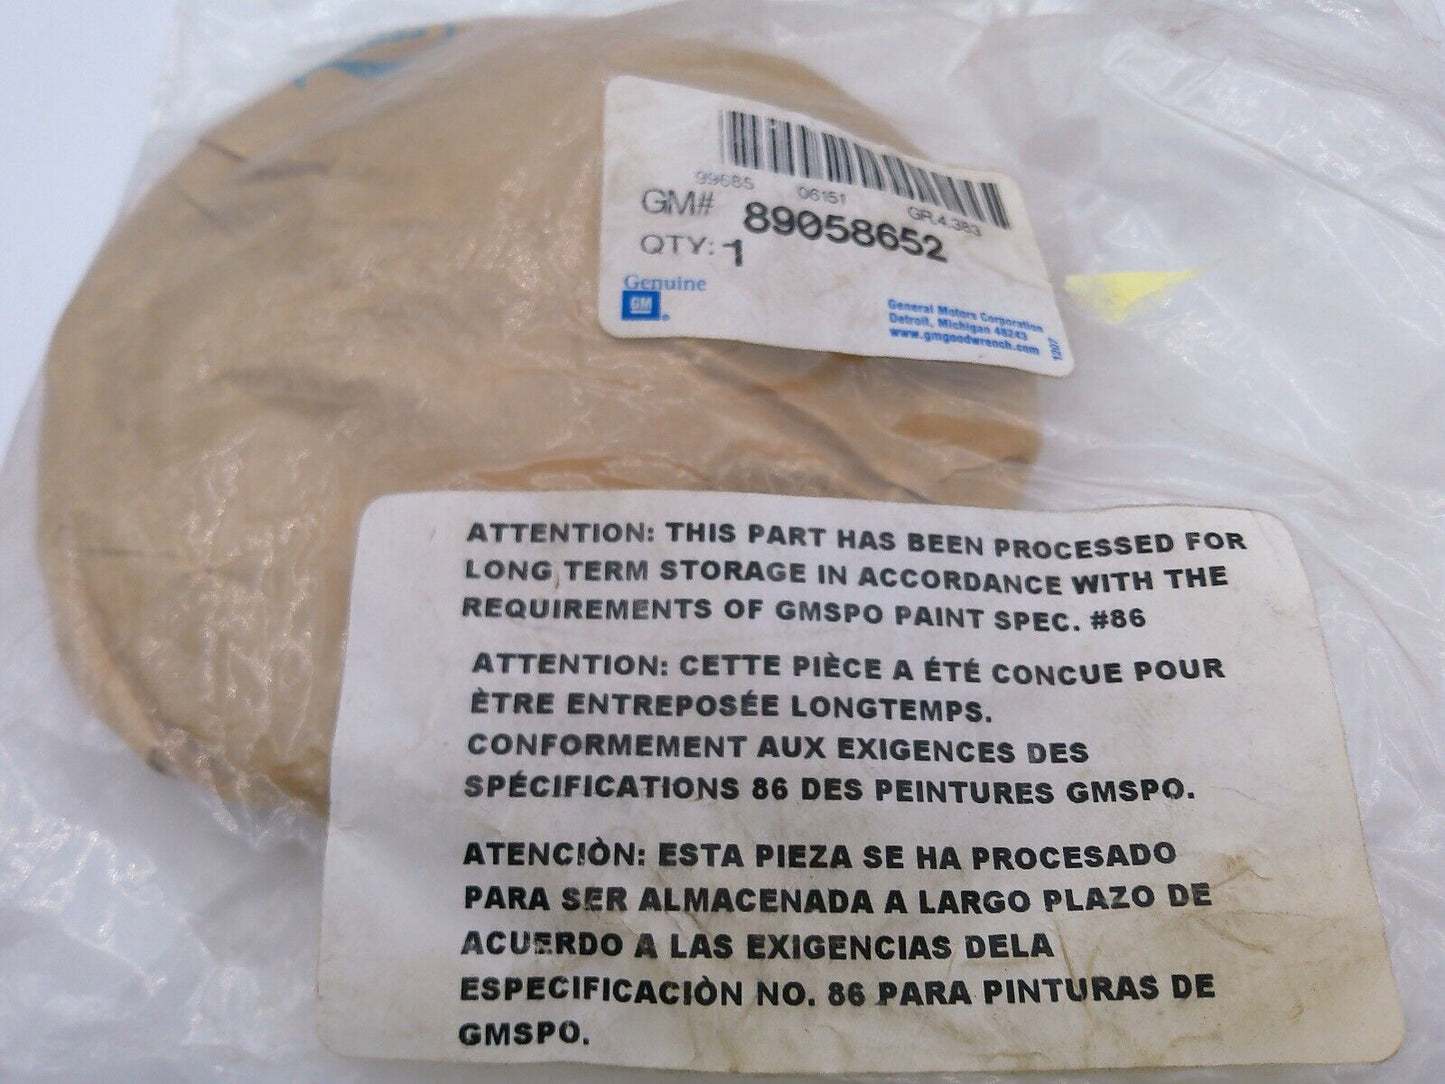 99685 06151 GR.4.383
GM# 89058652
QTY: 1
Genuine
GM
General Motors Corporation
Detroit, Michigan 48243
www.gmgoodwrench.com
1207
ATTENTION: THIS PART HAS BEEN PROCESSED FOR
LONG TERM STORAGE IN ACCORDANCE WITH THE
REQUIREMENTS OF GMSPO PAINT SPEC. #86
ATTENTION: CETTE PIÈCE A ÉTÉ CONCUE POUR
ÈTRE ENTREPOSÉE LONGTEMPS.
CONFORMEMENT AUX EXIGENCES DES
SPÉCIFICATIONS 86 DES PEINTURES GMSPO.
ATENCIÒN: ESTA PIEZA SE HA PROCESADO
PARA SER ALMACENADA A LARGO PLAZO DE
ACUERDO A LAS EXIGENCIAS DELA
ESPECIFICACIÒN NO. 86 PARA PINTURAS DE
GMSPO.